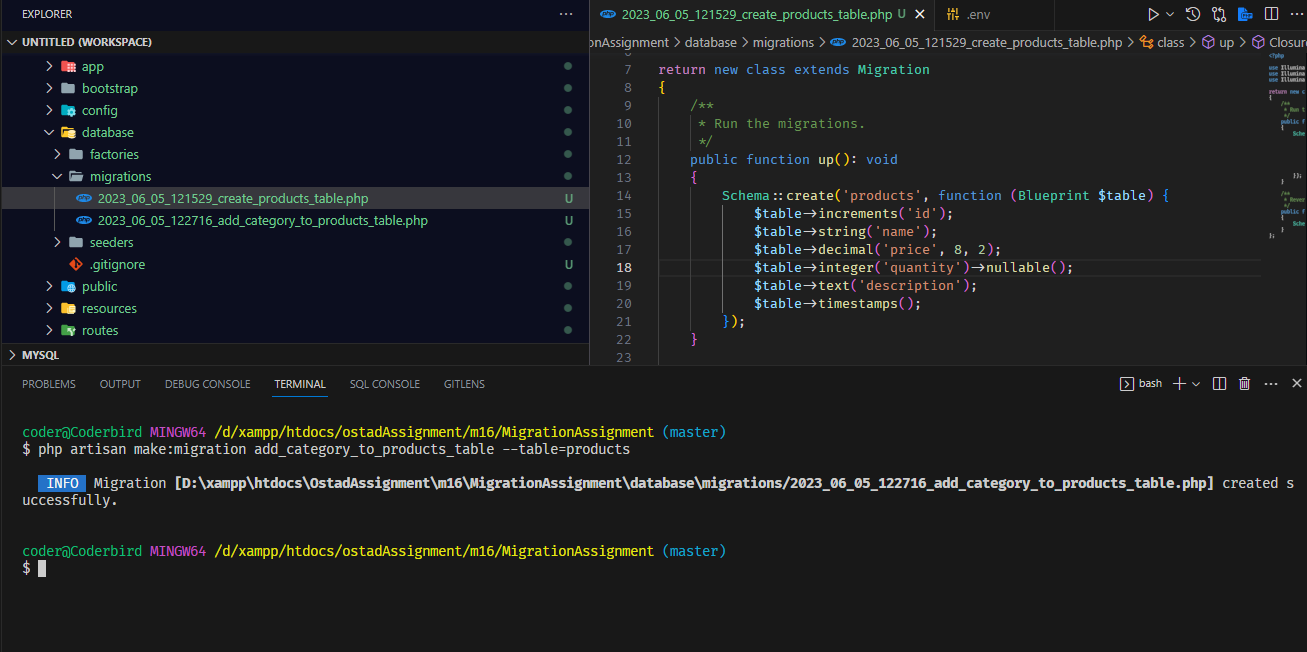 EXPLORER
UNTITLED (WORKSPACE)
app
bootstrap
config
database
factories
migrations
2023_06_05_121529_create_products_table.php U
2023_06_05_122716_add_category_to_products_table.php U
seeders
.gitignore U
public
resources
routes
MYSQL
php 2023_06_05_121529_create_products_table.php U
.env
onAssignment > database > migrations > php 2023_06_05_121529_create_products_table.php > class > up > Closur
7 return new class extends Migration
8 {
9 /**
10 * Run the migrations.
11 */
12 public function up(): void
13 {
14 Schema::create('products', function (Blueprint $table) {
15 $table->increments('id');
16 $table->string('name');
17 $table->decimal('price', 8, 2);
18 $table->integer('quantity')->nullable();
19 $table->text('description');
20 $table->timestamps();
21 });
22 }
23
PROBLEMS OUTPUT DEBUG CONSOLE TERMINAL SQL CONSOLE GITLENS
bash
coder@Coderbird MINGW64 /d/xampp/htdocs/ostadAssignment/m16/MigrationAssignment (master)
$ php artisan make:migration add_category_to_products_table --table=products
INFO Migration [D:\xampp\htdocs\OstadAssignment\m16\MigrationAssignment\database\migrations/2023_06_05_122716_add_category_to_products_table.php] created s
uccessfully.
coder@Coderbird MINGW64 /d/xampp/htdocs/ostadAssignment/m16/MigrationAssignment (master)
$